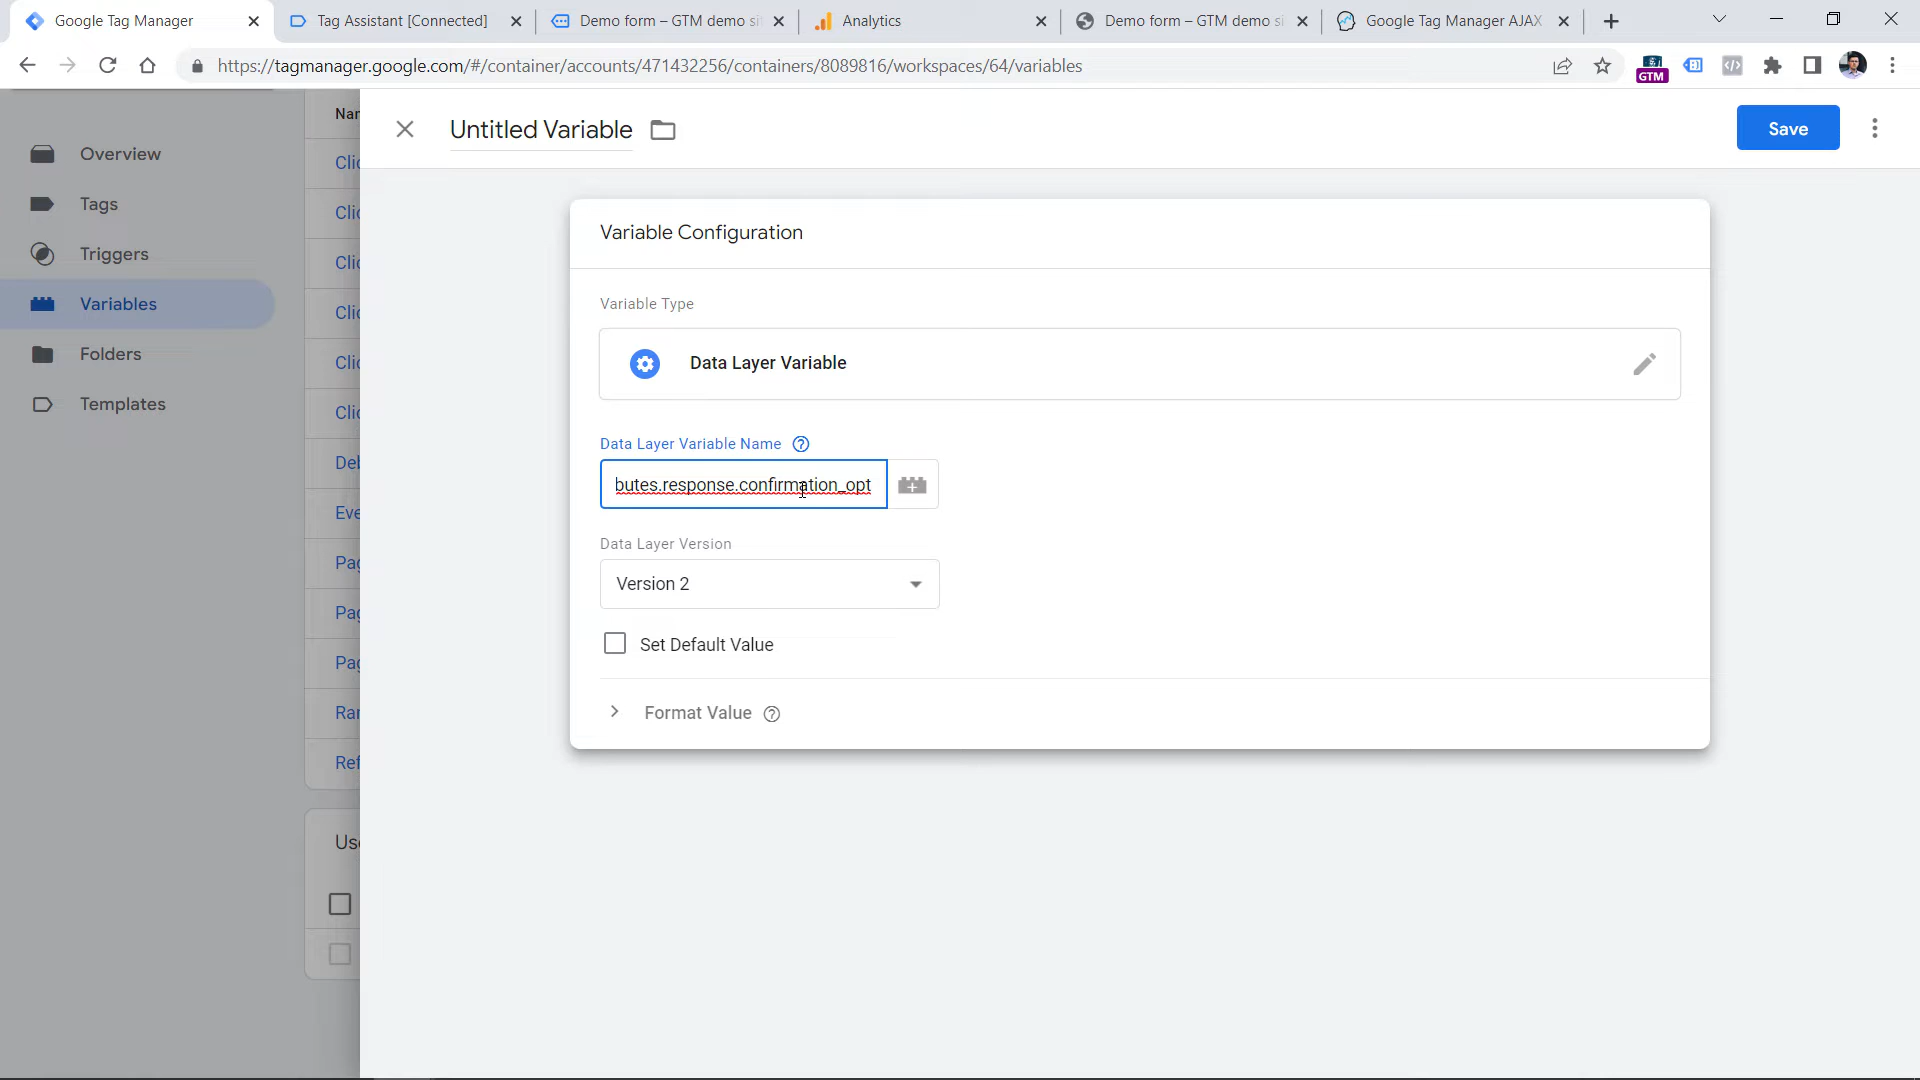 Google Tag Manager
Tag Assistant [Connected]
Demo form – GTM demo si
Analytics
Demo form – GTM demo si
Google Tag Manager AJAX
https://tagmanager.google.com/#/container/accounts/471432256/containers/8089816/workspaces/64/variables
GTM
Overview
Tags
Triggers
Variables
Folders
Templates
Nar
Clic
Clic
Clic
Clic
Clic
Clic
Deb
Eve
Pag
Pag
Pag
Ran
Ref
Use
Untitled Variable
Save
Variable Configuration
Variable Type
Data Layer Variable
Data Layer Variable Name
butes.response.confirmation_opt
Data Layer Version
Version 2
Set Default Value
Format Value